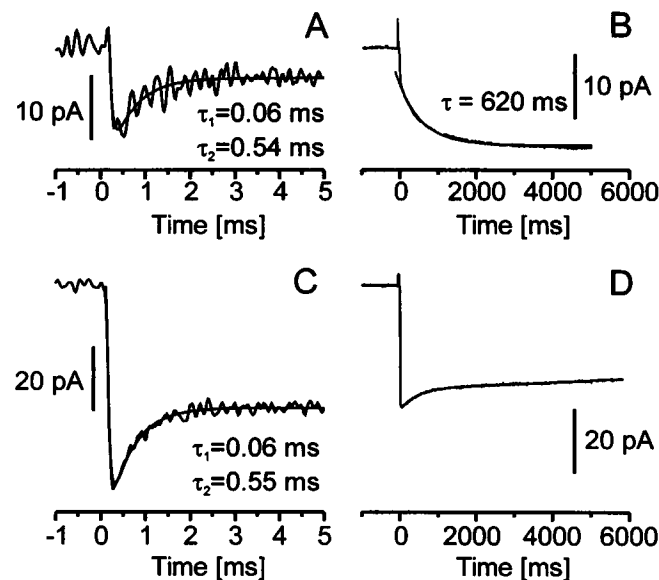 A
10 pA
τ₁=0.06 ms
τ₂=0.54 ms
-1 0 1 2 3 4 5
Time [ms]
B
10 pA
τ = 620 ms
0 2000 4000 6000
Time [ms]
C
20 pA
τ₁=0.06 ms
τ₂=0.55 ms
-1 0 1 2 3 4 5
Time [ms]
D
20 pA
0 2000 4000 6000
Time [ms]